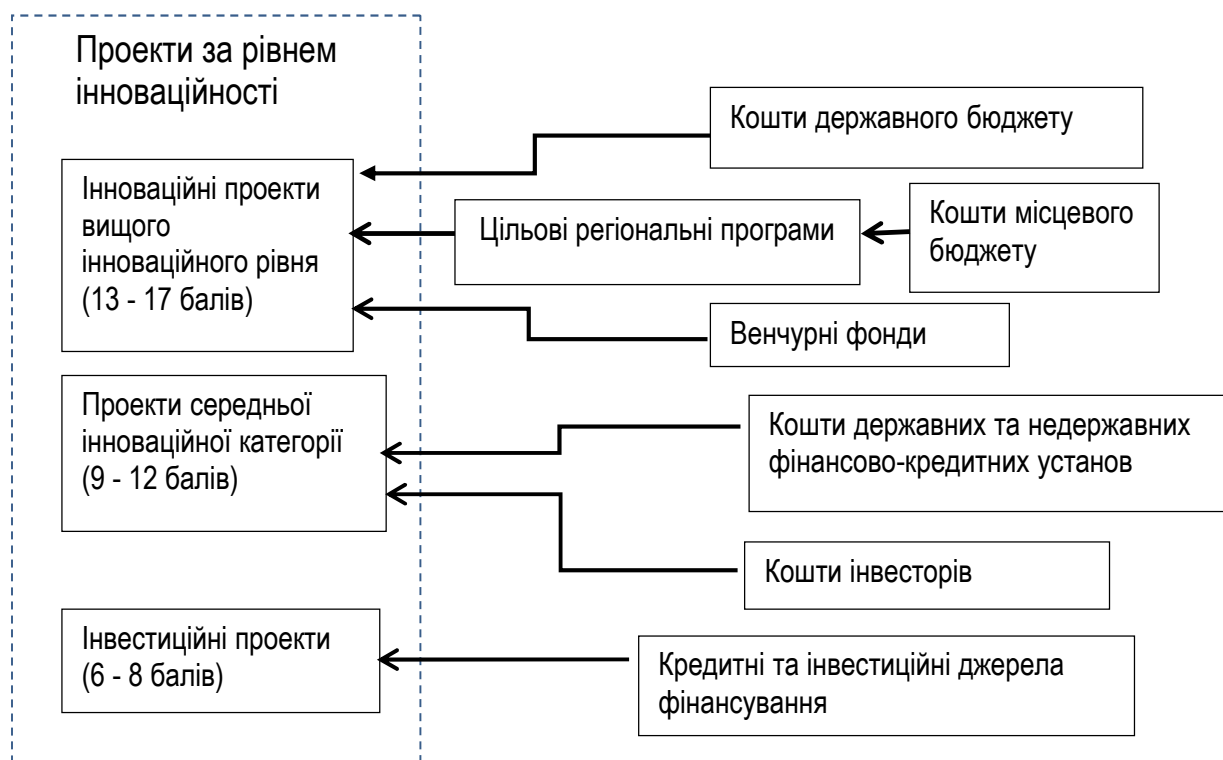 Проекти за рівнем
інноваційності
Кошти державного бюджету
Інноваційні проекти
вищого
інноваційного рівня
(13 - 17 балів)
Цільові регіональні програми
Кошти місцевого
бюджету
Венчурні фонди
Проекти середньої
інноваційної категорії
(9 - 12 балів)
Кошти державних та недержавних
фінансово-кредитних установ
Кошти інвесторів
Інвестиційні проекти
(6 - 8 балів)
Кредитні та інвестиційні джерела
фінансування